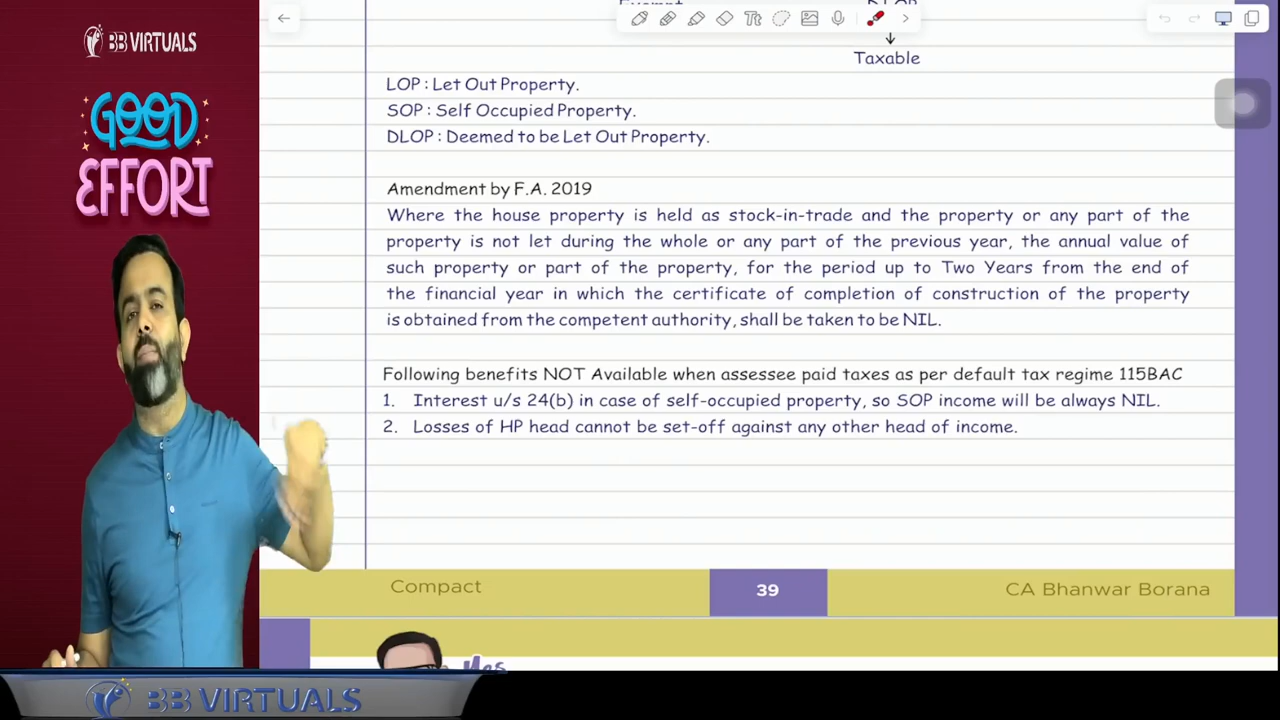 BB VIRTUALS
GOOD
EFFORT
Tt
Taxable
LOP : Let Out Property.
SOP : Self Occupied Property.
DLOP : Deemed to be Let Out Property.
Amendment by F.A. 2019
Where the house property is held as stock-in-trade and the property or any part of the
property is not let during the whole or any part of the previous year, the annual value of
such property or part of the property, for the period up to Two Years from the end of
the financial year in which the certificate of completion of construction of the property
is obtained from the competent authority, shall be taken to be NIL.
Following benefits NOT Available when assessee paid taxes as per default tax regime 115BAC
1. Interest u/s 24(b) in case of self-occupied property, so SOP income will be always NIL.
2. Losses of HP head cannot be set-off against any other head of income.
Compact
39
CA Bhanwar Borana
BB VIRTUALS